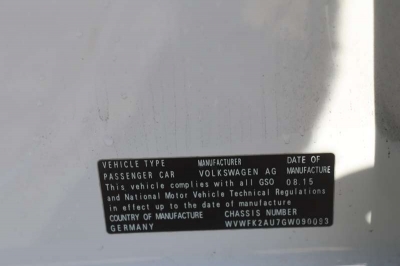 VEHICLE TYPE MANUFACTURER DATE OF
PASSENGER CAR VOLKSWAGEN AG MANUFACTURE
This vehicle complies with all GSO 08.15
and National Motor Vehicle Technical Regulations
in effect up to the date of manufacture
COUNTRY OF MANUFACTURE CHASSIS NUMBER
GERMANY WVWFK2AU7GW090093